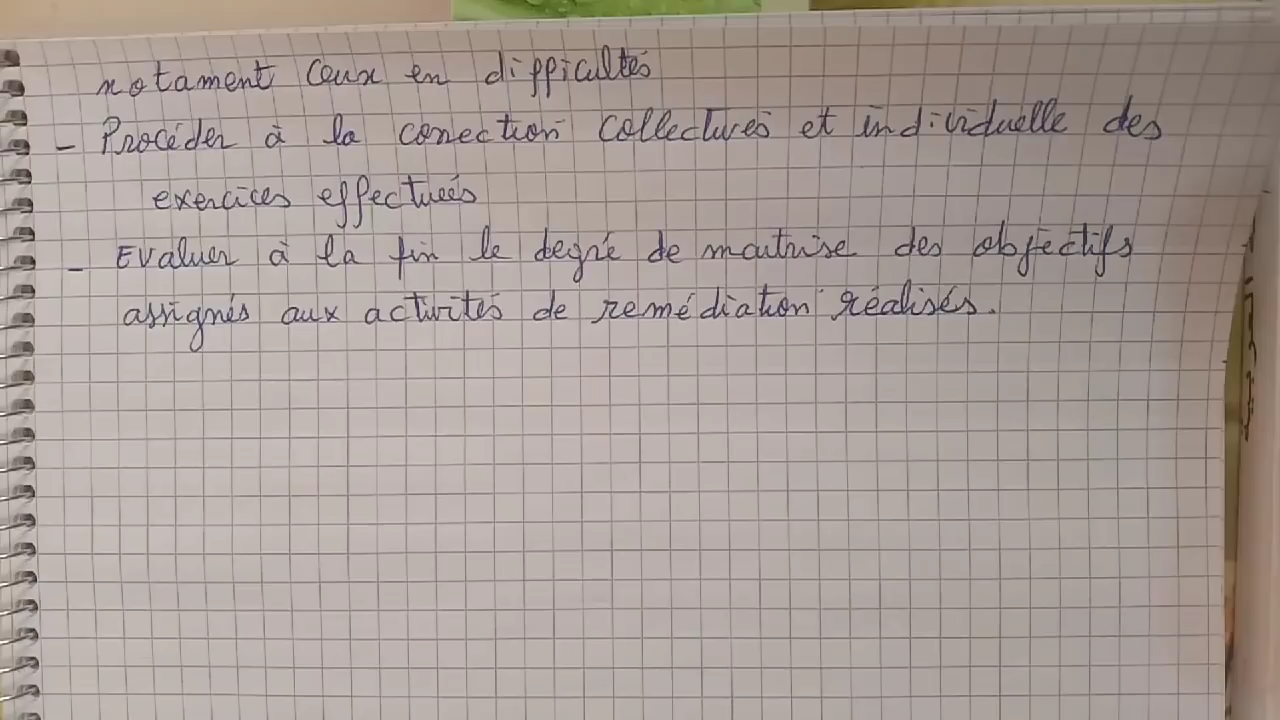 notament ceux en difficultés
- Procéder à la correction collectives et individuelle des
exercices effectués
- Evaluer à la fin le degré de maitrise des objectifs
assignés aux activités de remédiation réalisés.